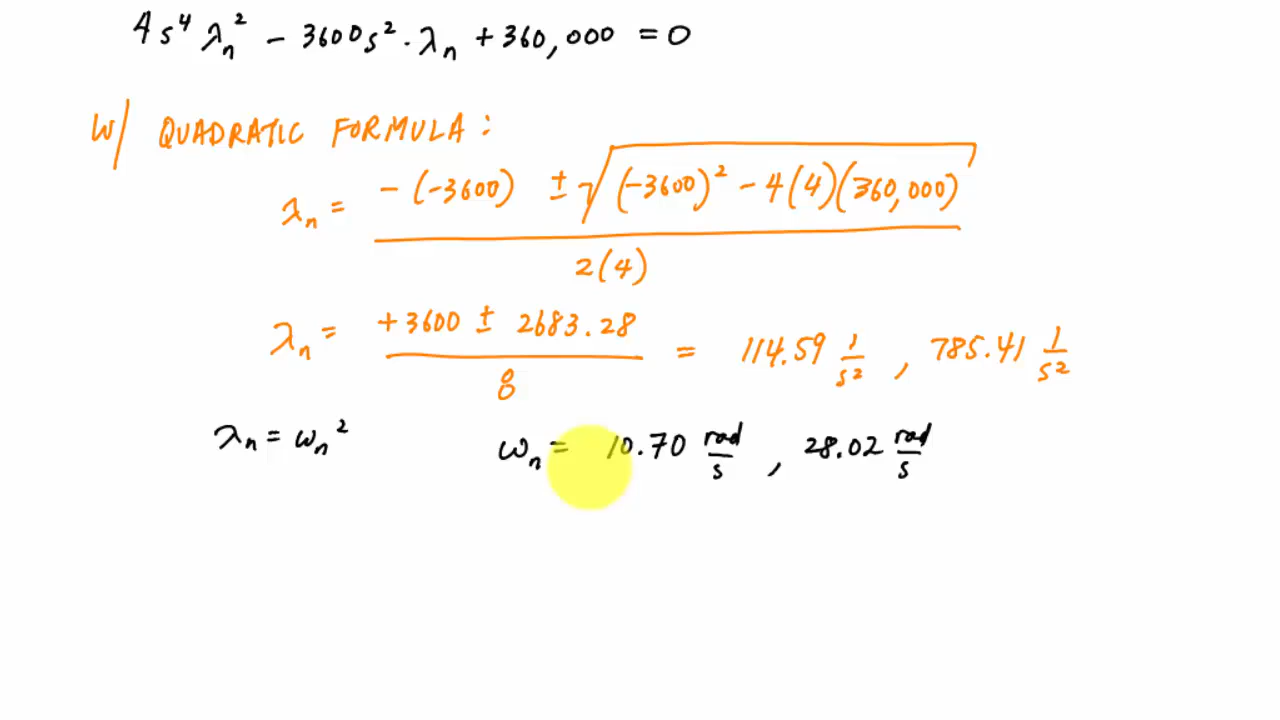 4s⁴λₙ² − 3600s²·λₙ + 360,000 = 0
W/ QUADRATIC FORMULA:
λₙ = (−(−3600) ± √((−3600)² − 4(4)(360,000))) / 2(4)
λₙ = (+3600 ± 2683.28) / 8 = 114.59 1/s², 785.41 1/s²
λₙ = ωₙ² ωₙ = 10.70 rad/s, 28.02 rad/s